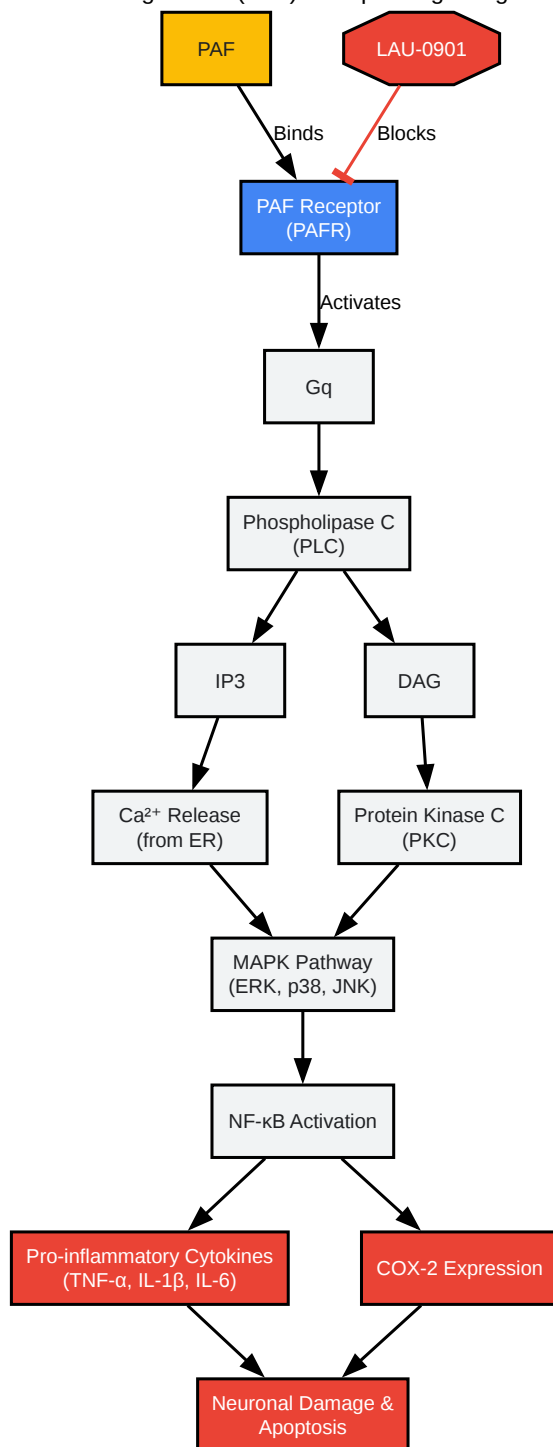 PAF
LAU-0901
Binds
Blocks
PAF Receptor
(PAFR)
Activates
Gq
Phospholipase C
(PLC)
IP3
DAG
Ca²⁺ Release
(from ER)
Protein Kinase C
(PKC)
MAPK Pathway
(ERK, p38, JNK)
NF-κB Activation
Pro-inflammatory Cytokines
(TNF-α, IL-1β, IL-6)
COX-2 Expression
Neuronal Damage &
Apoptosis